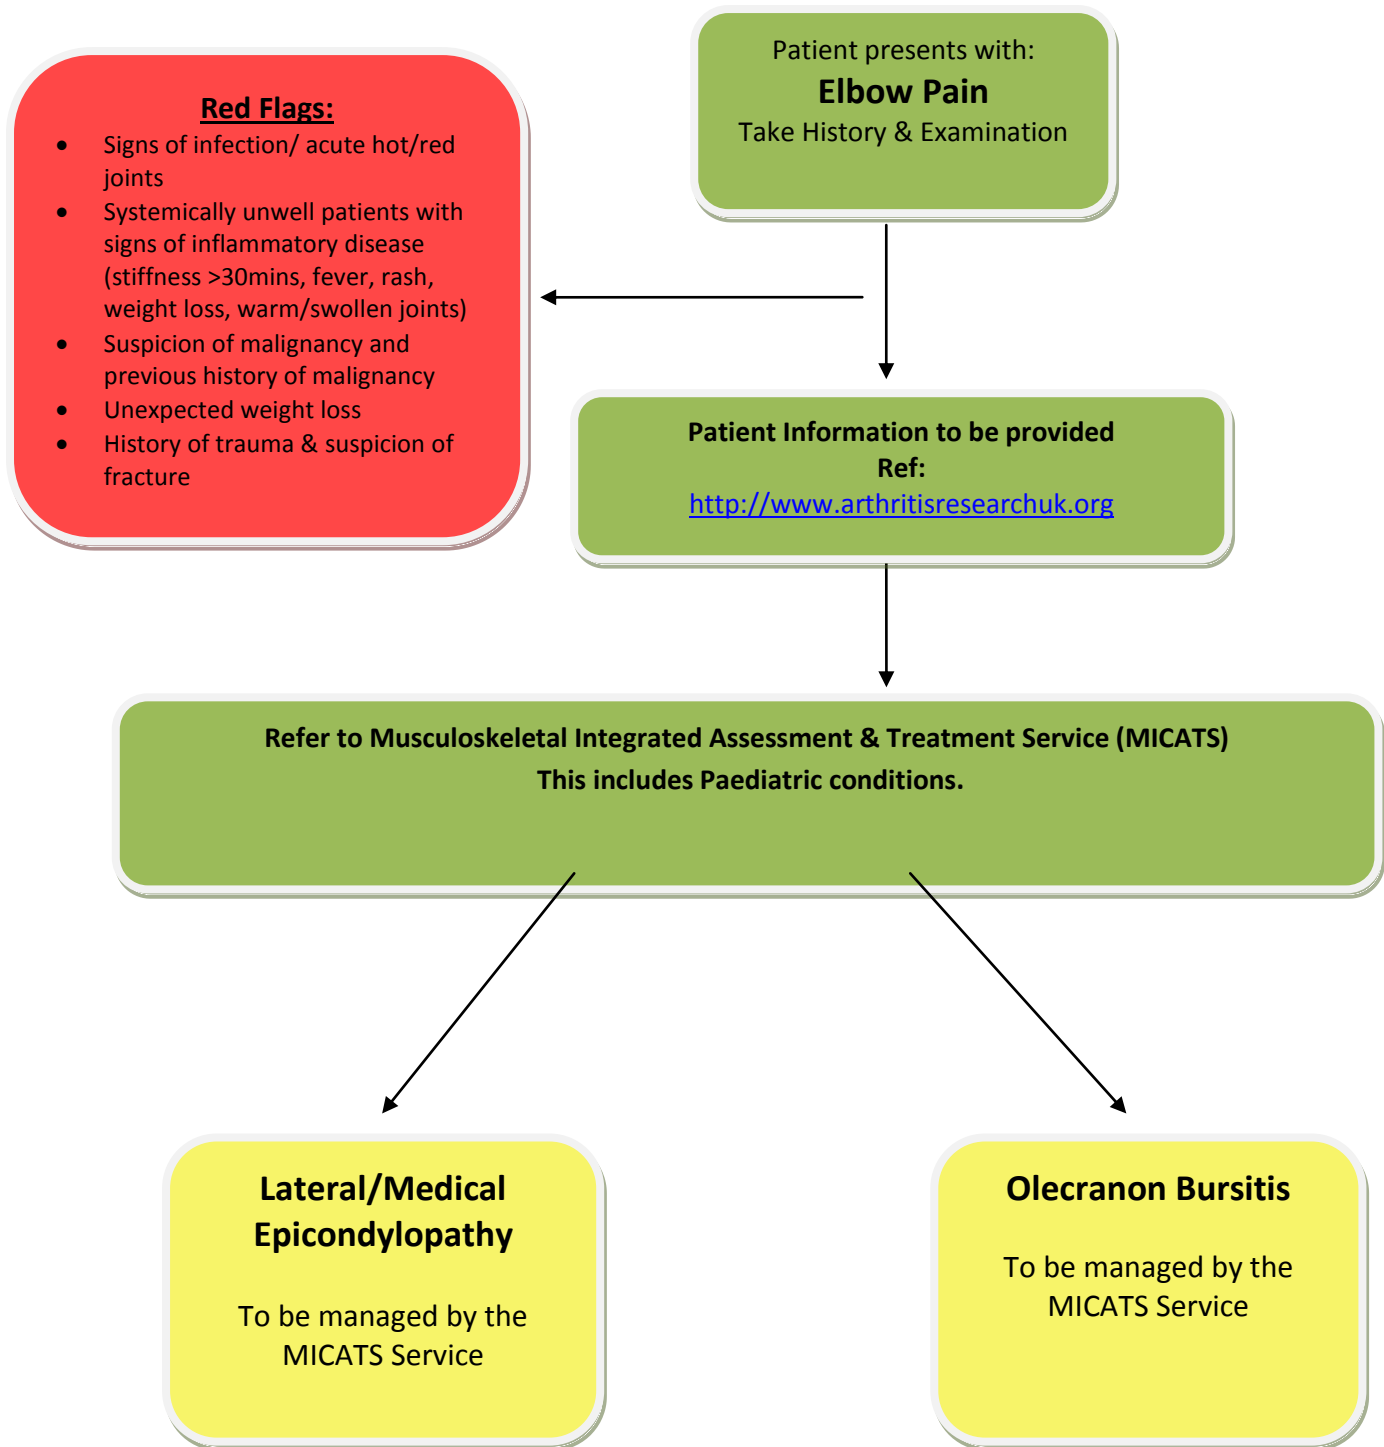 Patient presents with:
Elbow Pain
Take History & Examination
Red Flags:
• Signs of infection/ acute hot/red
joints
• Systemically unwell patients with
signs of inflammatory disease
(stiffness >30mins, fever, rash,
weight loss, warm/swollen joints)
• Suspicion of malignancy and
previous history of malignancy
• Unexpected weight loss
• History of trauma & suspicion of
fracture
Patient Information to be provided
Ref:
http://www.arthritisresearchuk.org
Refer to Musculoskeletal Integrated Assessment & Treatment Service (MICATS)
This includes Paediatric conditions.
Lateral/Medical
Epicondylopathy
To be managed by the
MICATS Service
Olecranon Bursitis
To be managed by the
MICATS Service